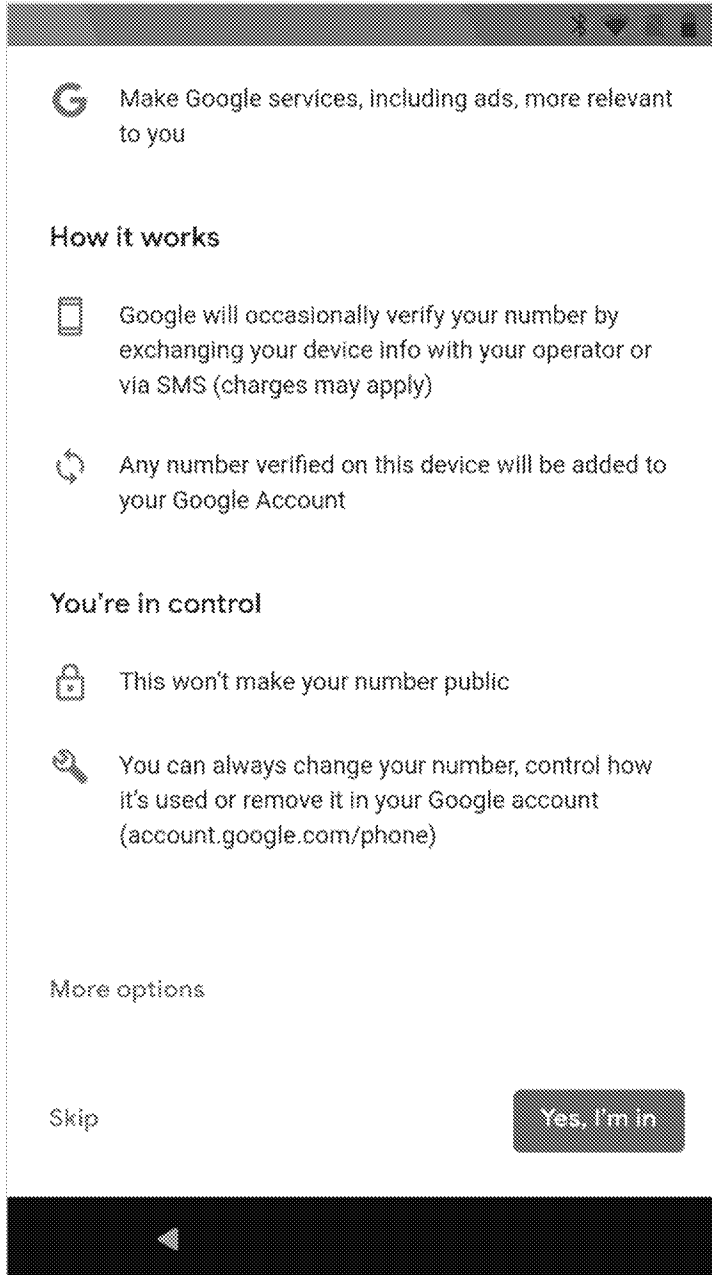 Make Google services, including ads, more relevant
to you
How it works
Google will occasionally verify your number by
exchanging your device info with your operator or
via SMS (charges may apply)
Any number verified on this device will be added to
your Google Account
You're in control
This won't make your number public
You can always change your number, control how
it's used or remove it in your Google account
(account.google.com/phone)
More options
Skip
Yes, I'm in